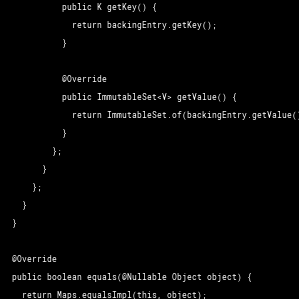 public K getKey() {
return backingEntry.getKey();
}
@Override
public ImmutableSet<V> getValue() {
return ImmutableSet.of(backingEntry.getValue()
}
};
}
};
}
}
@Override
public boolean equals(@Nullable Object object) {
return Maps.equalsImpl(this, object);